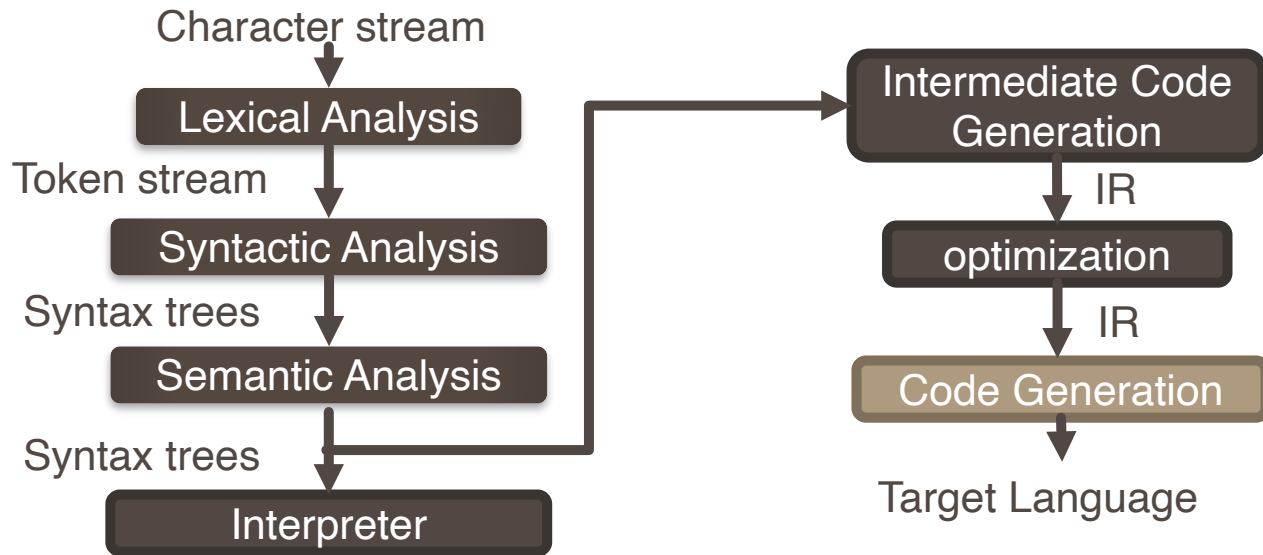 Character stream
Lexical Analysis
Token stream
Syntactic Analysis
Syntax trees
Semantic Analysis
Syntax trees
Interpreter
Intermediate Code
Generation
IR
optimization
IR
Code Generation
Target Language